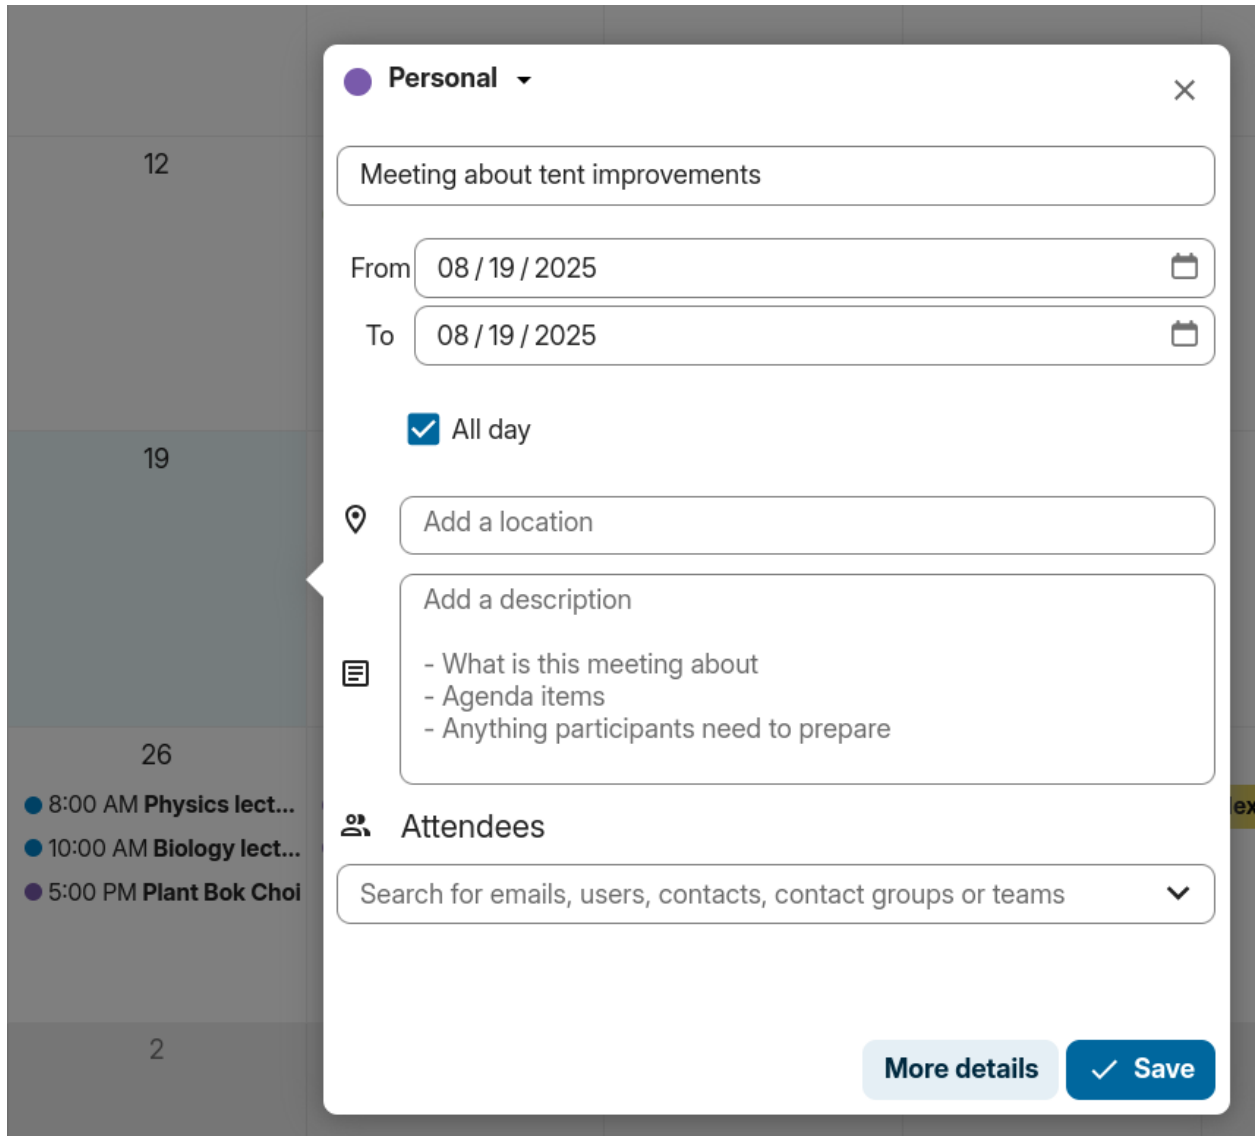 Personal
12
Meeting about tent improvements
From 08 / 19 / 2025
To 08 / 19 / 2025
All day
19
Add a location
Add a description
- What is this meeting about
- Agenda items
- Anything participants need to prepare
26
8:00 AM Physics lect...
10:00 AM Biology lect...
5:00 PM Plant Bok Choi
Attendees
Search for emails, users, contacts, contact groups or teams
2
More details
Save